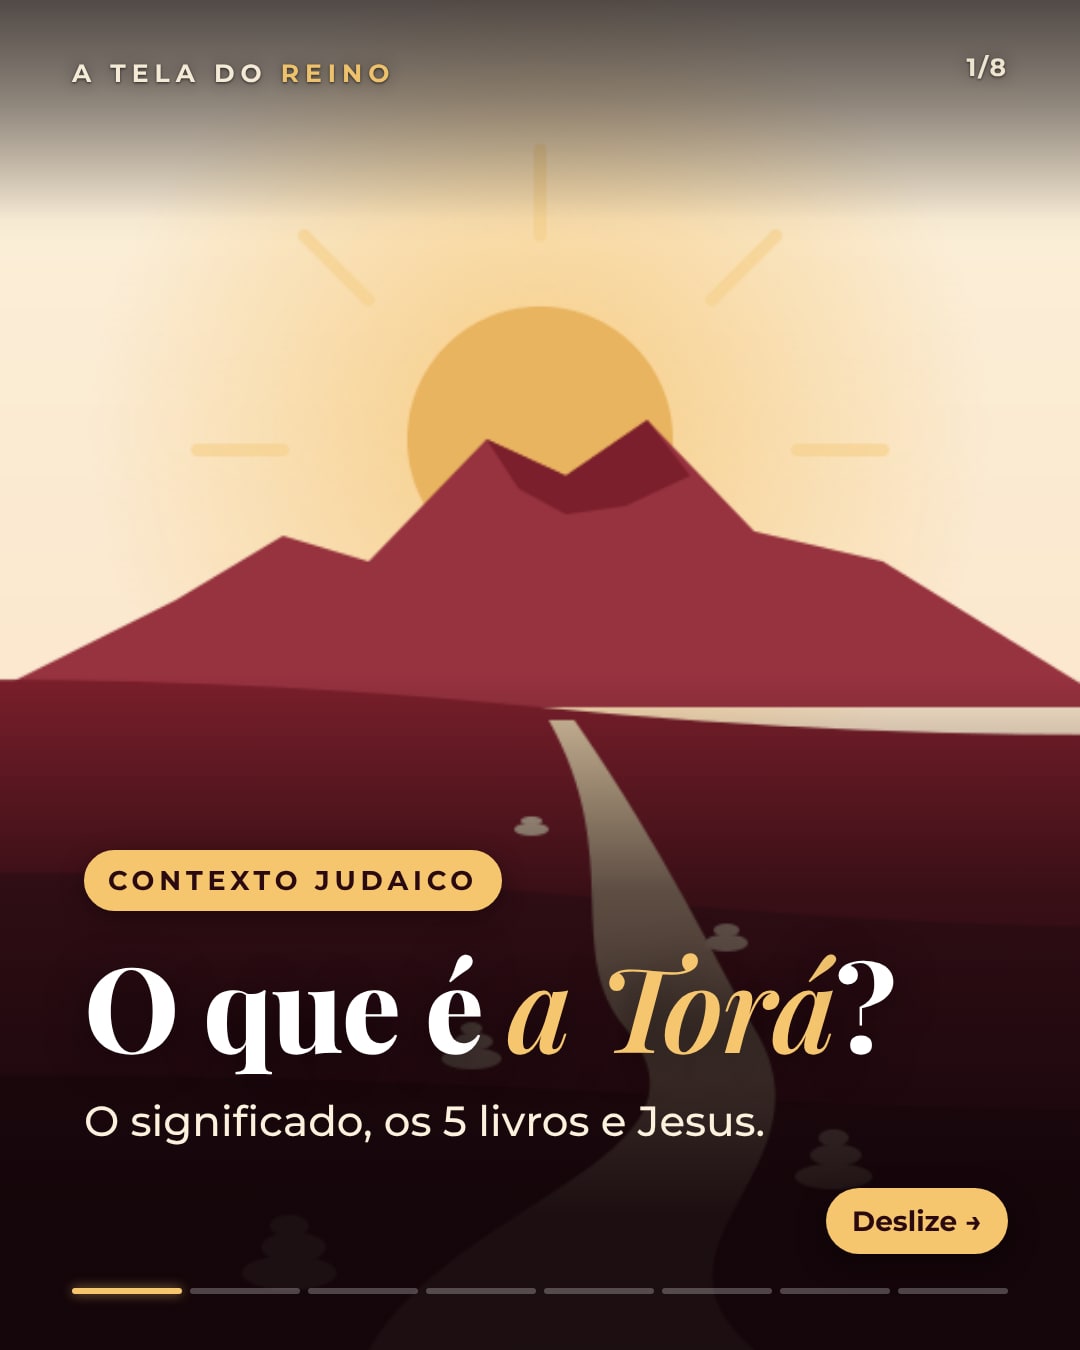 A TELA DO REINO
1/8
CONTEXTO JUDAICO
O que é a Torá?
O significado, os 5 livros e Jesus.
Deslize →